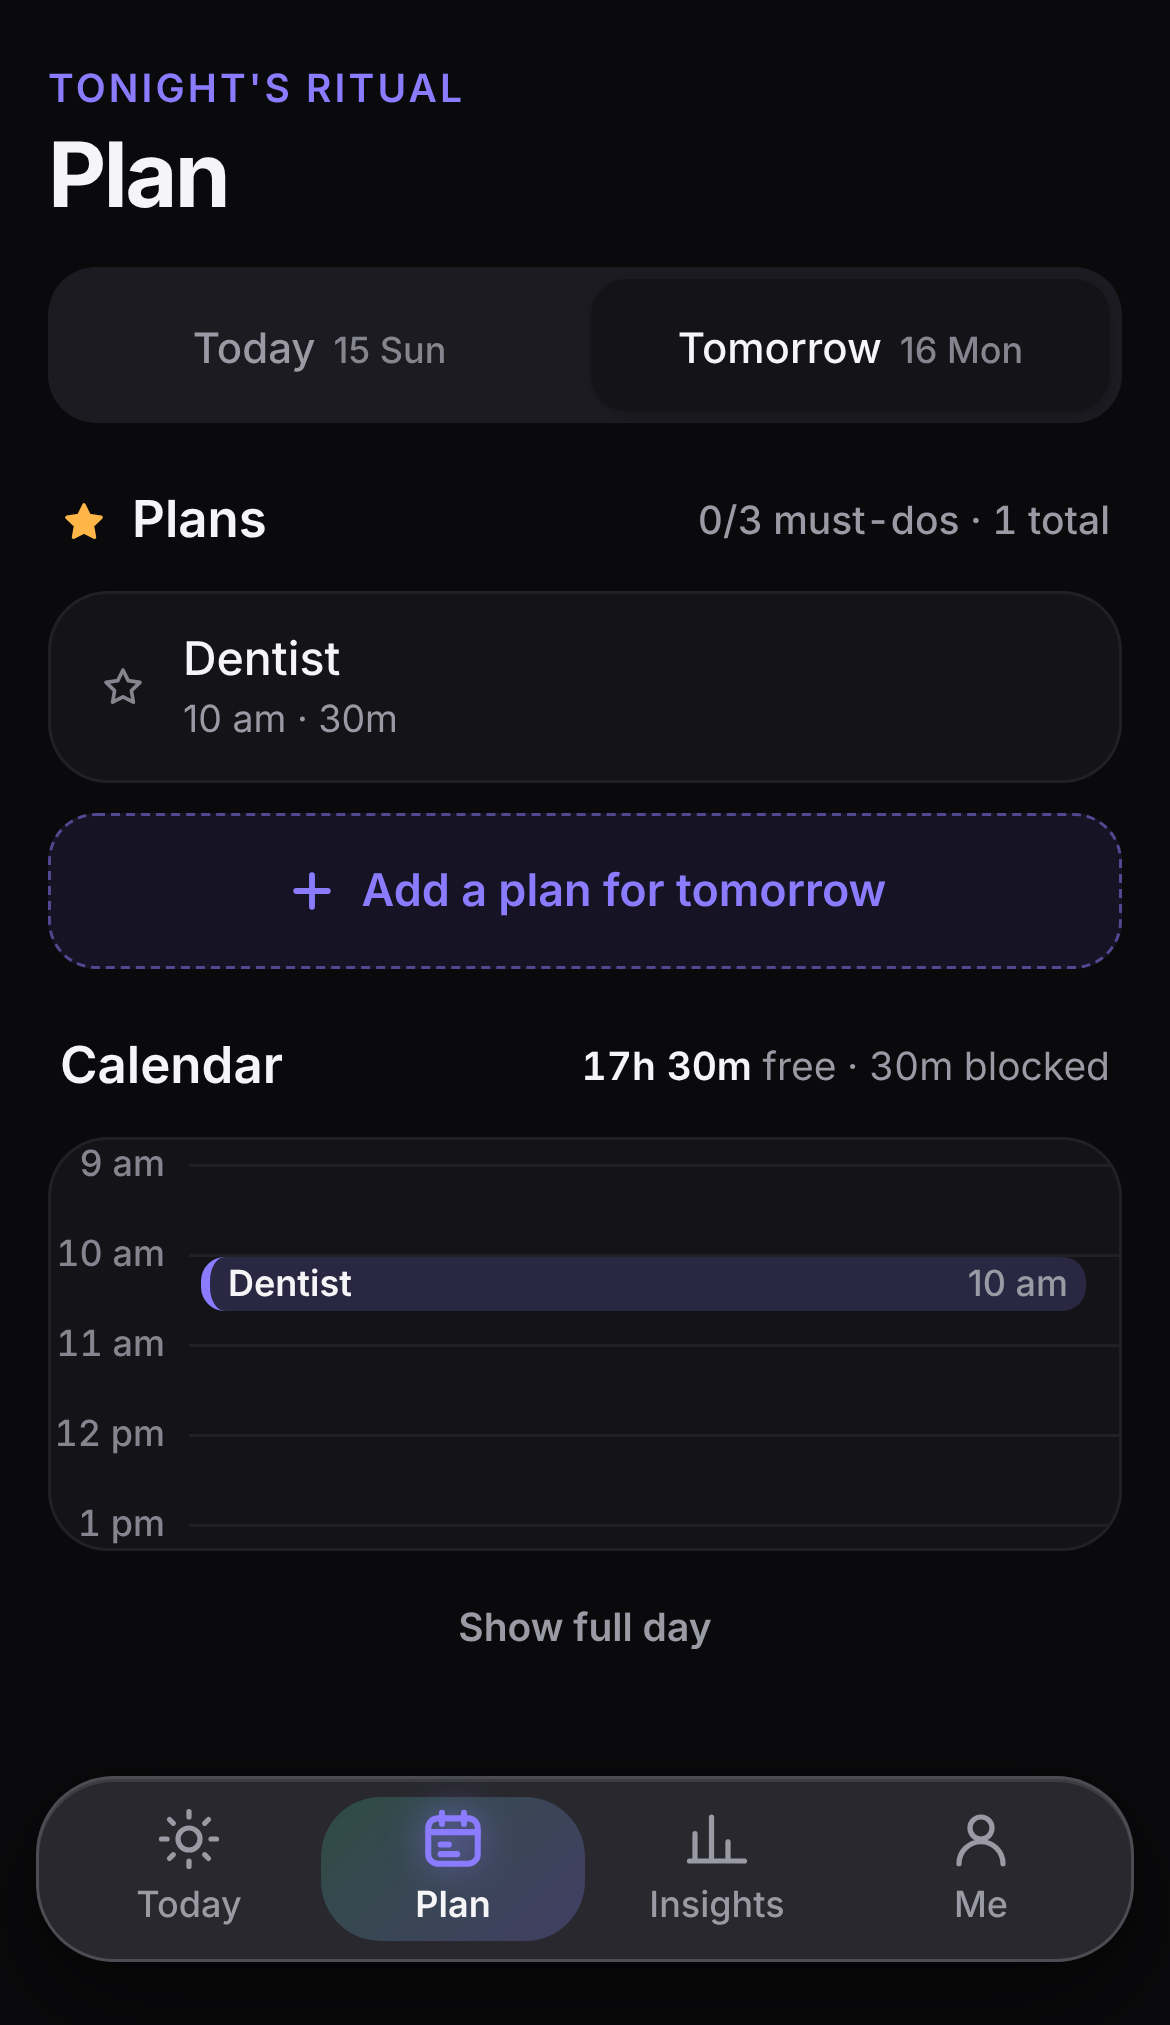 TONIGHT'S RITUAL
Plan
Today 15 Sun
Tomorrow 16 Mon
Plans
0/3 must-dos · 1 total
Dentist
10 am · 30m
+ Add a plan for tomorrow
Calendar
17h 30m free · 30m blocked
9 am
10 am
Dentist 10 am
11 am
12 pm
1 pm
Show full day
Today
Plan
Insights
Me